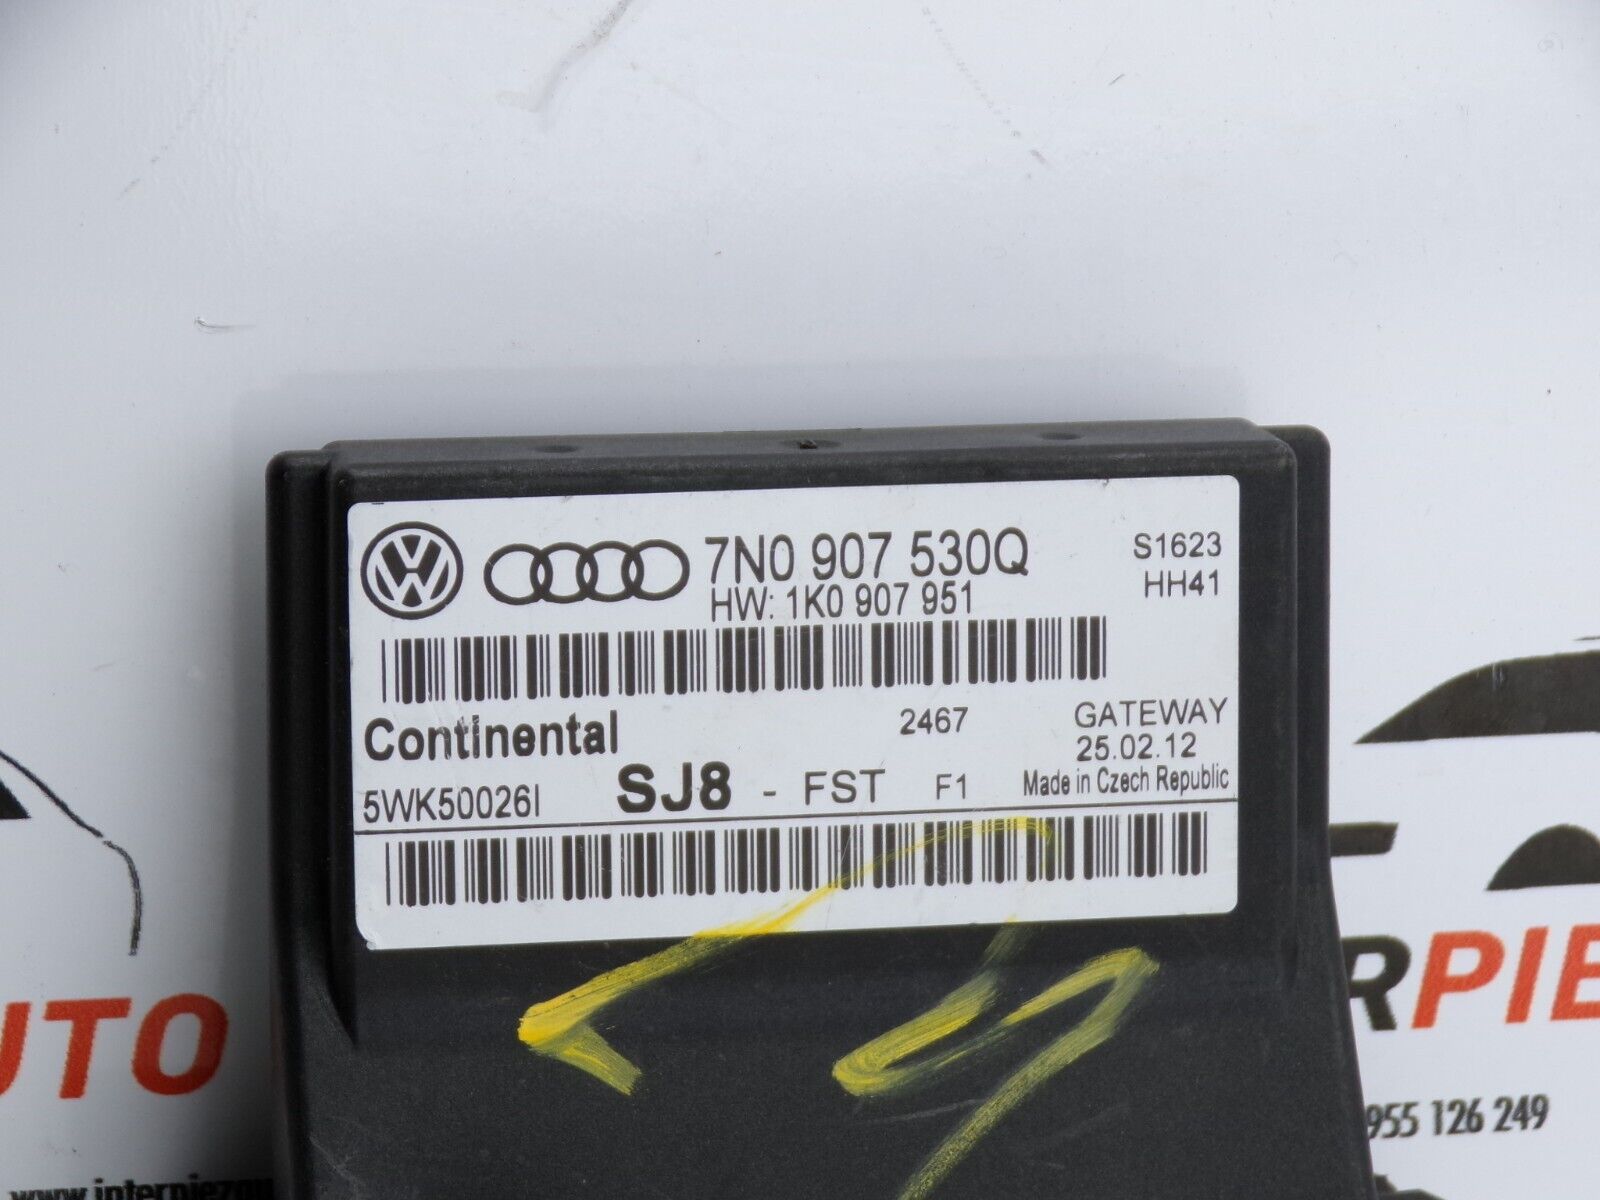 7N0 907 530Q
HW: 1K0 907 951
S1623
HH41
Continental
2467
GATEWAY
25.02.12
5WK50026I
SJ8 - FST F1
Made in Czech Republic
UTO
RPIE
955 126 249